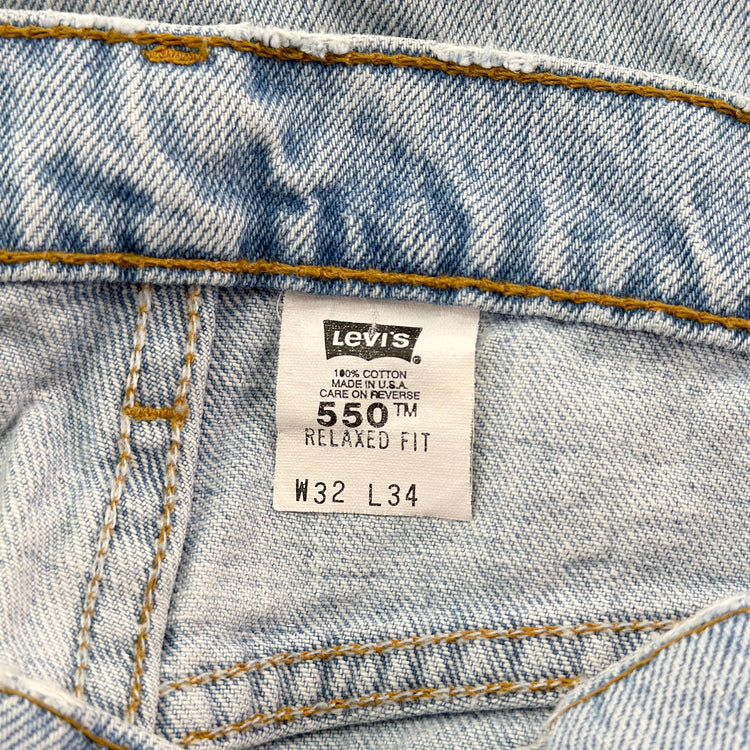 LEVI'S
®
100% COTTON
MADE IN U.S.A.
CARE ON REVERSE
550™
RELAXED FIT
W32 L34